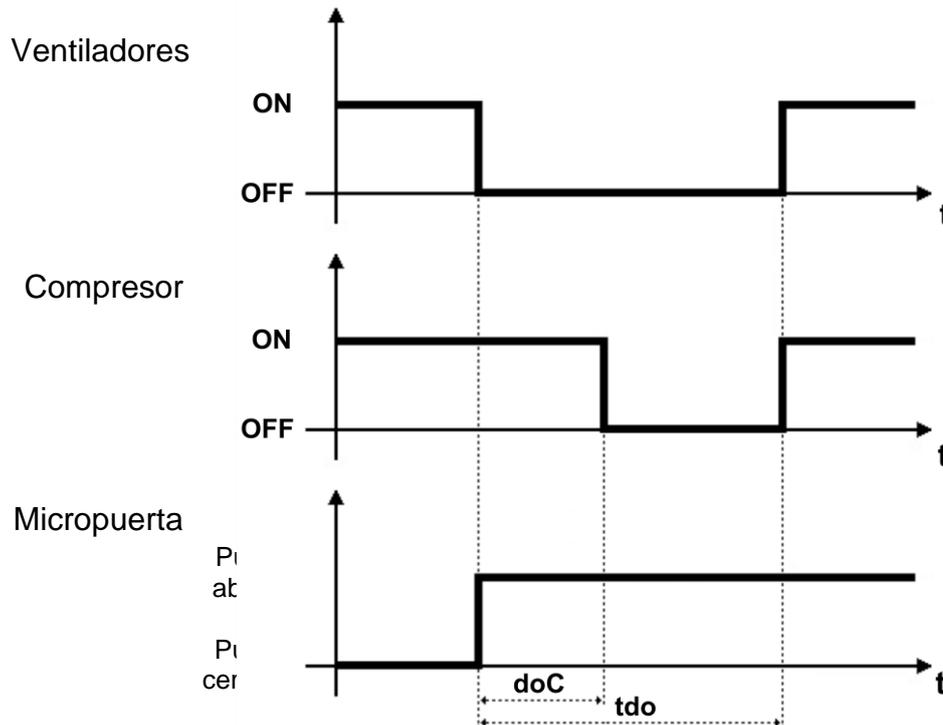 Ventiladores
ON
OFF
t
Compresor
ON
OFF
t
Micropuerta
t
doC
tdo